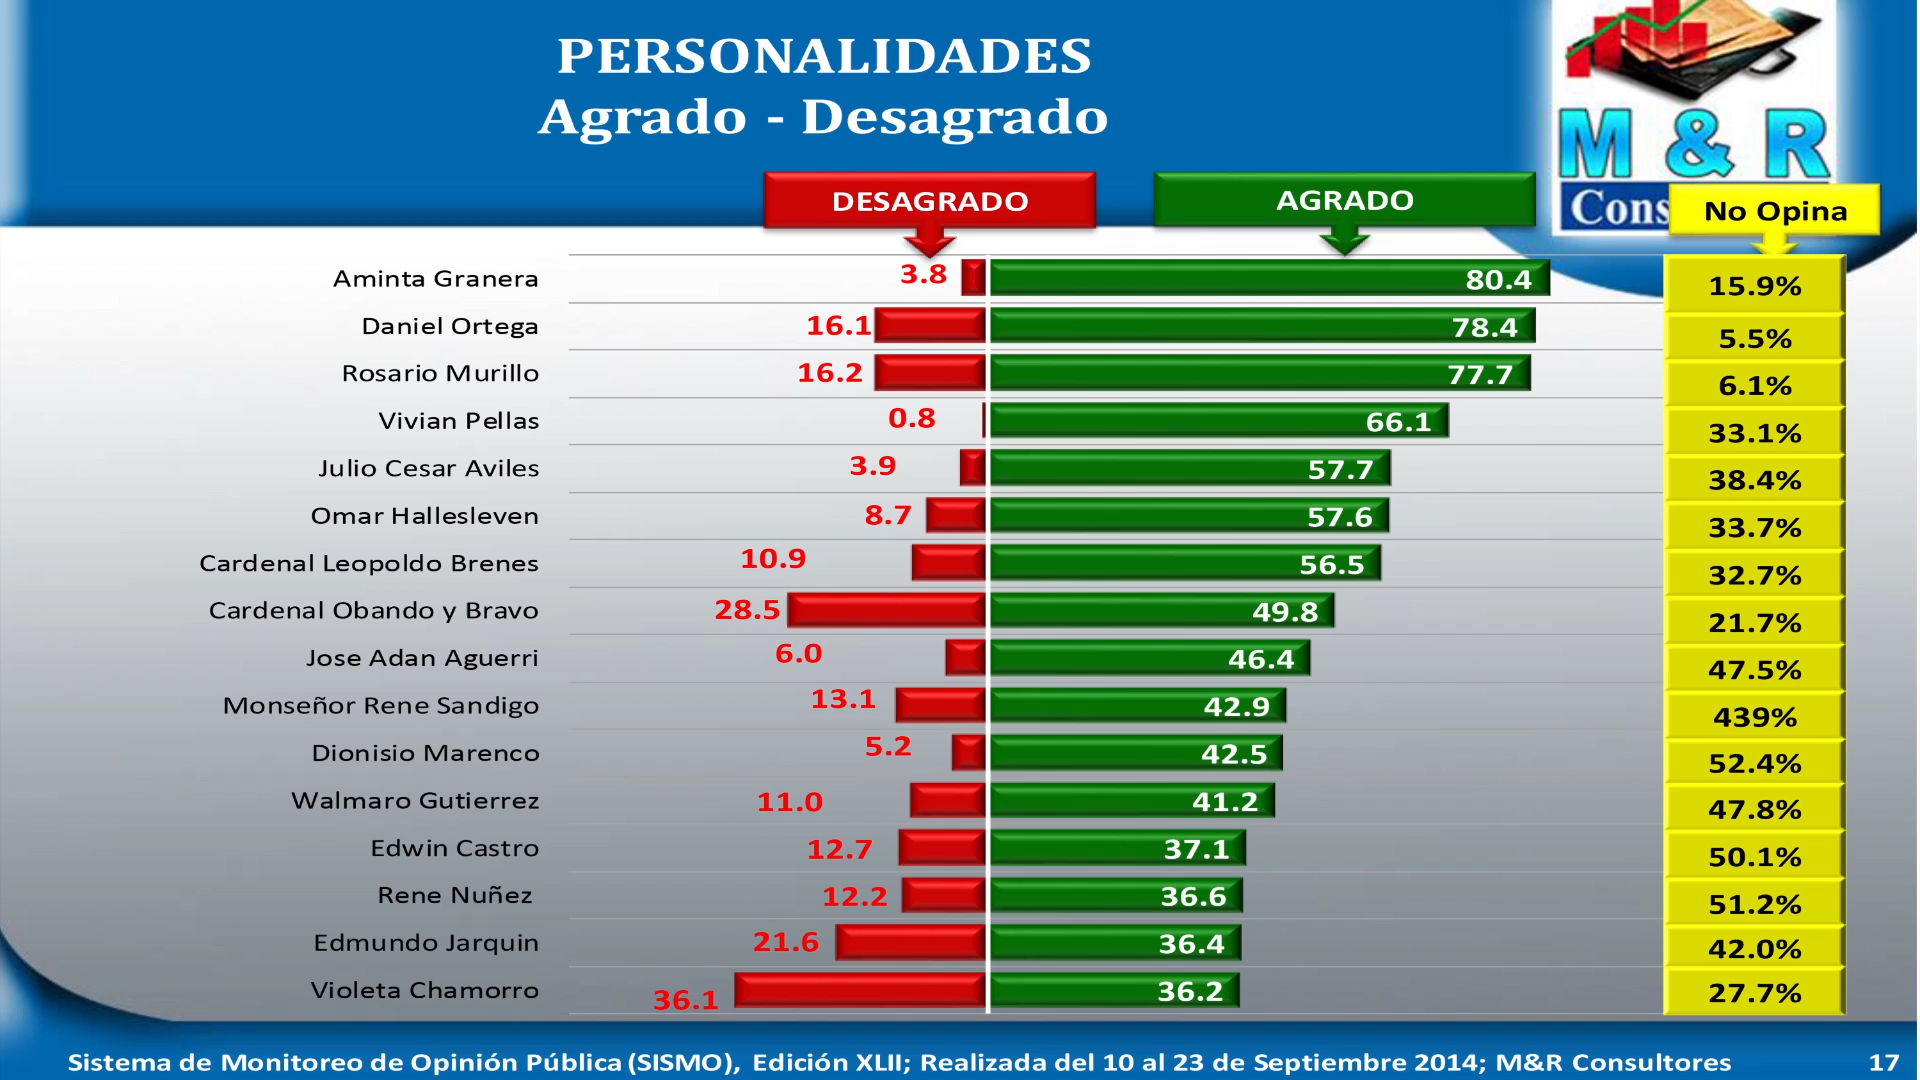 PERSONALIDADES
Agrado - Desagrado
M & R
Cons
DESAGRADO
AGRADO
No Opina
Aminta Granera 3.8 80.4 15.9%
Daniel Ortega 16.1 78.4 5.5%
Rosario Murillo 16.2 77.7 6.1%
Vivian Pellas 0.8 66.1 33.1%
Julio Cesar Aviles 3.9 57.7 38.4%
Omar Hallesleven 8.7 57.6 33.7%
Cardenal Leopoldo Brenes 10.9 56.5 32.7%
Cardenal Obando y Bravo 28.5 49.8 21.7%
Jose Adan Aguerri 6.0 46.4 47.5%
Monseñor Rene Sandigo 13.1 42.9 439%
Dionisio Marenco 5.2 42.5 52.4%
Walmaro Gutierrez 11.0 41.2 47.8%
Edwin Castro 12.7 37.1 50.1%
Rene Nuñez 12.2 36.6 51.2%
Edmundo Jarquin 21.6 36.4 42.0%
Violeta Chamorro 36.1 36.2 27.7%
Sistema de Monitoreo de Opinión Pública (SISMO), Edición XLII; Realizada del 10 al 23 de Septiembre 2014; M&R Consultores 17